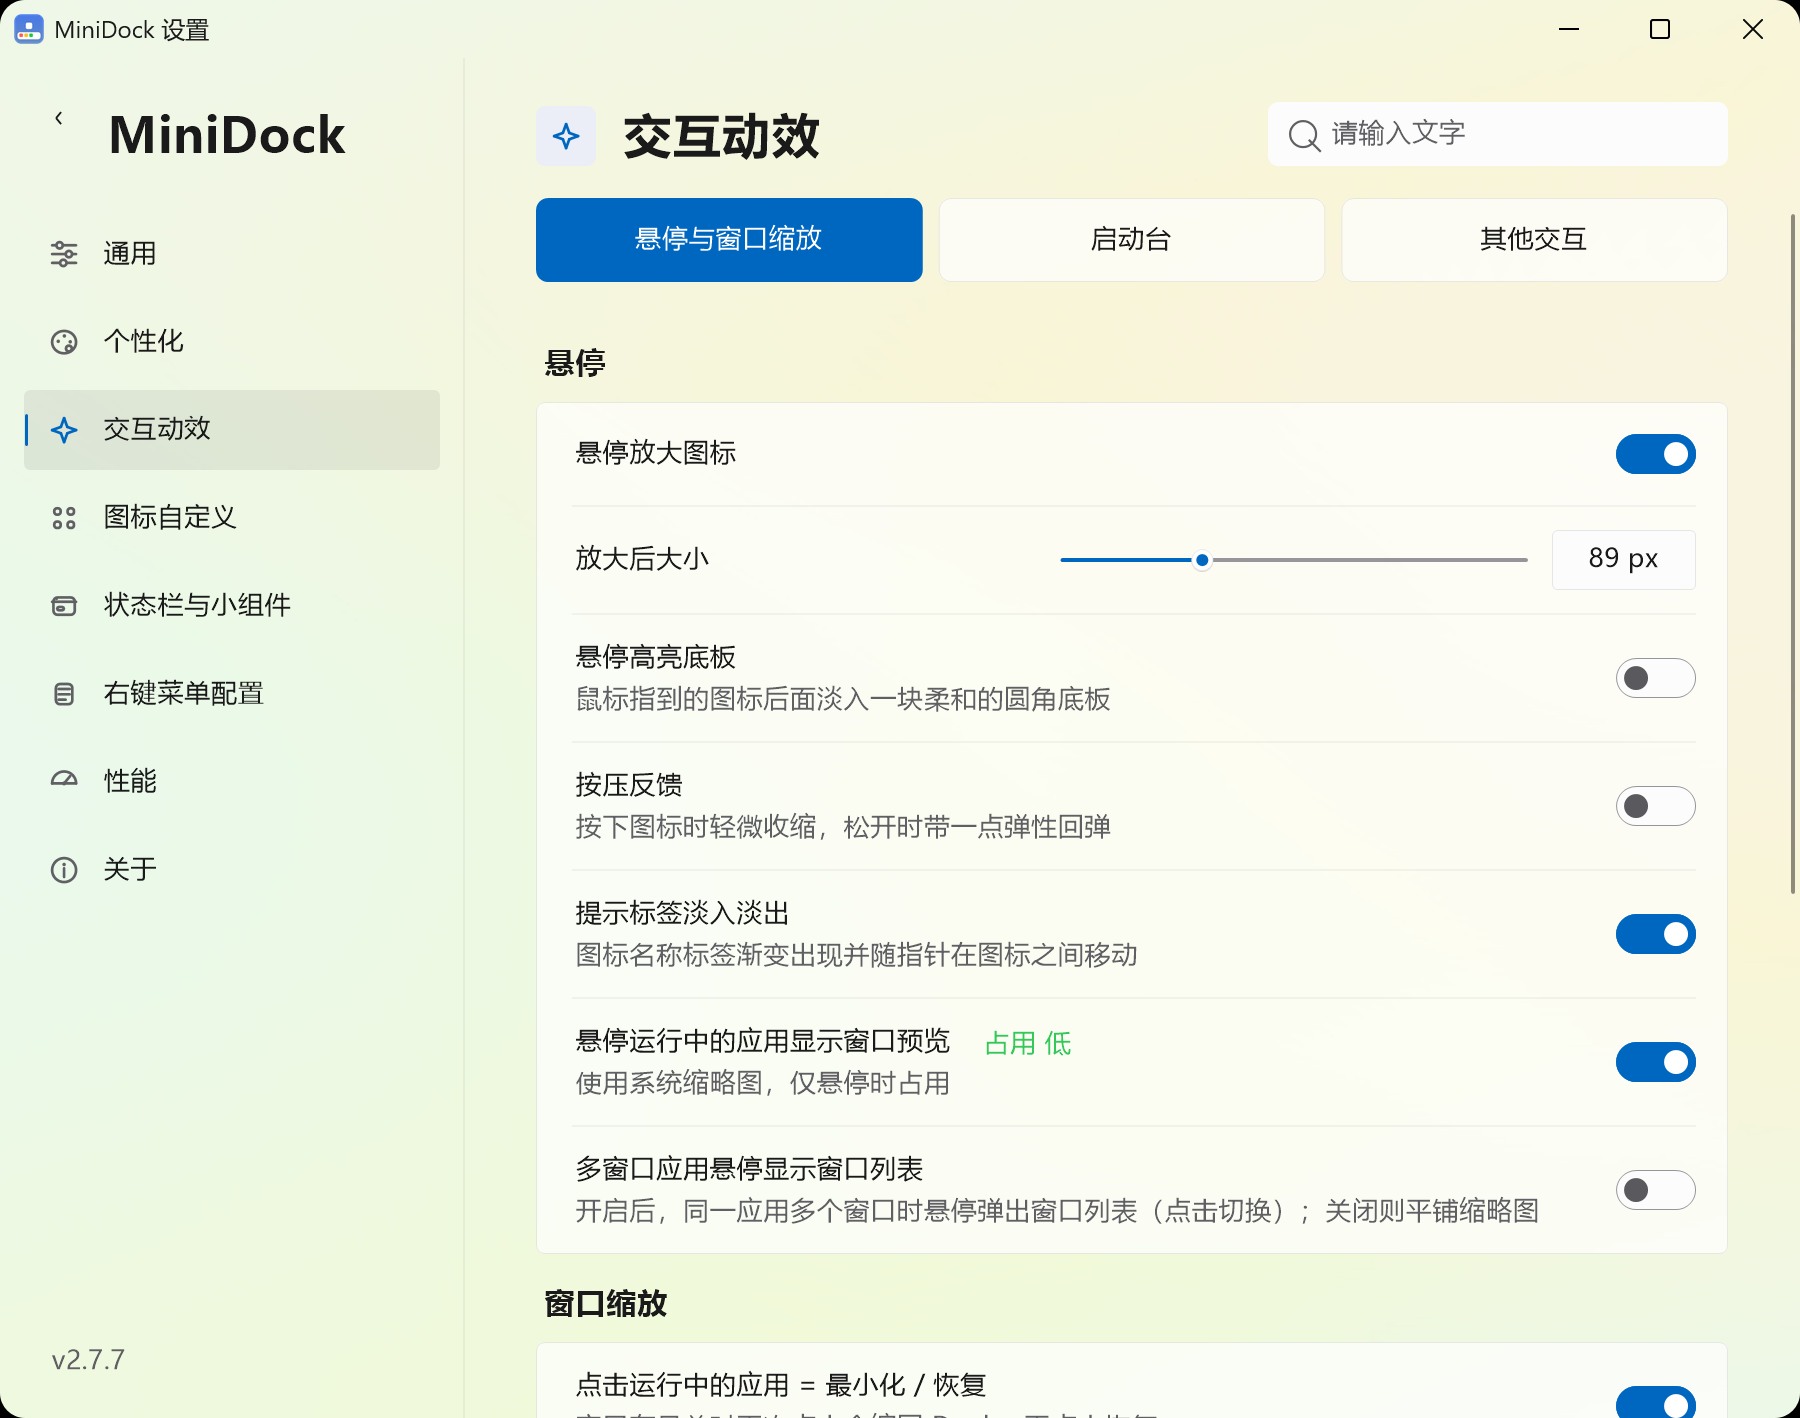 MiniDock 设置
MiniDock
通用
个性化
交互动效
图标自定义
状态栏与小组件
右键菜单配置
性能
关于
v2.7.7
交互动效
请输入文字
悬停与窗口缩放
启动台
其他交互
悬停
悬停放大图标
放大后大小
89 px
悬停高亮底板
鼠标指到的图标后面淡入一块柔和的圆角底板
按压反馈
按下图标时轻微收缩，松开时带一点弹性回弹
提示标签淡入淡出
图标名称标签渐变出现并随指针在图标之间移动
悬停运行中的应用显示窗口预览 占用 低
使用系统缩略图，仅悬停时占用
多窗口应用悬停显示窗口列表
开启后，同一应用多个窗口时悬停弹出窗口列表（点击切换）；关闭则平铺缩略图
窗口缩放
点击运行中的应用 = 最小化 / 恢复